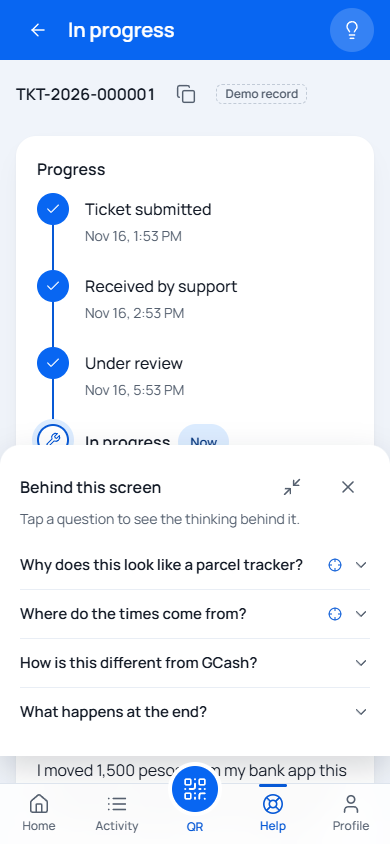 In progress
TKT-2026-000001
Demo record
Progress
Ticket submitted
Nov 16, 1:53 PM
Received by support
Nov 16, 2:53 PM
Under review
Nov 16, 5:53 PM
In progress
Now
Behind this screen
Tap a question to see the thinking behind it.
Why does this look like a parcel tracker?
Where do the times come from?
How is this different from GCash?
What happens at the end?
I moved 1,500 my bank app this
Home
Activity
QR
Help
Profile